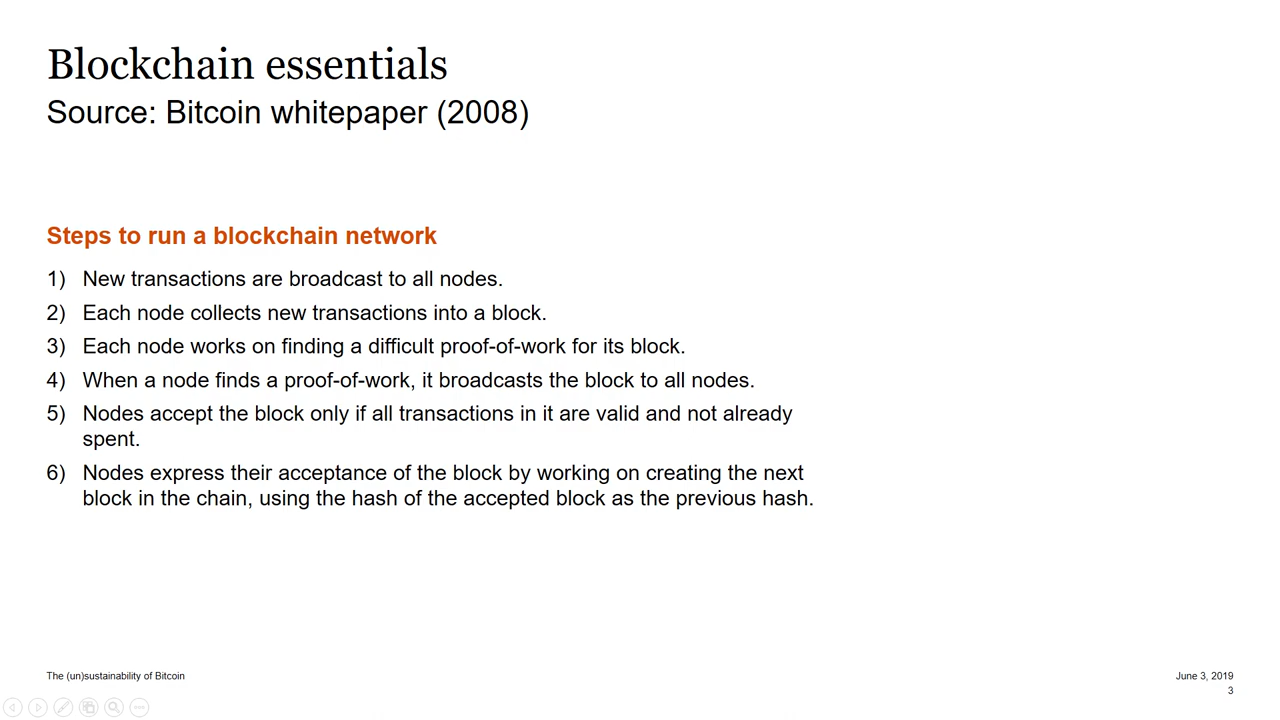 Blockchain essentials
Source: Bitcoin whitepaper (2008)
Steps to run a blockchain network
1) New transactions are broadcast to all nodes.
2) Each node collects new transactions into a block.
3) Each node works on finding a difficult proof-of-work for its block.
4) When a node finds a proof-of-work, it broadcasts the block to all nodes.
5) Nodes accept the block only if all transactions in it are valid and not already
spent.
6) Nodes express their acceptance of the block by working on creating the next
block in the chain, using the hash of the accepted block as the previous hash.
The (un)sustainability of Bitcoin
June 3, 2019
3